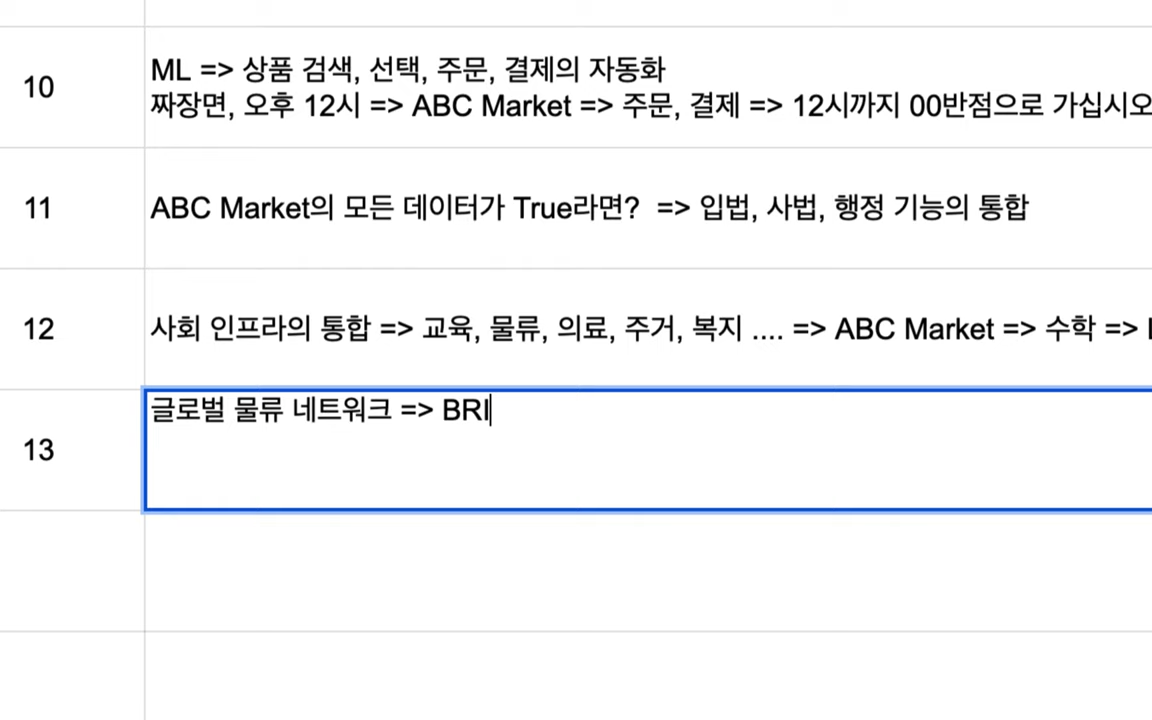 10
ML => 상품 검색, 선택, 주문, 결제의 자동화
짜장면, 오후 12시 => ABC Market => 주문, 결제 => 12시까지 00반점으로 가십시오
11
ABC Market의 모든 데이터가 True라면?  => 입법, 사법, 행정 기능의 통합
12
사회 인프라의 통합 => 교육, 물류, 의료, 주거, 복지 .... => ABC Market => 수학 =>
13
글로벌 물류 네트워크 => BRI